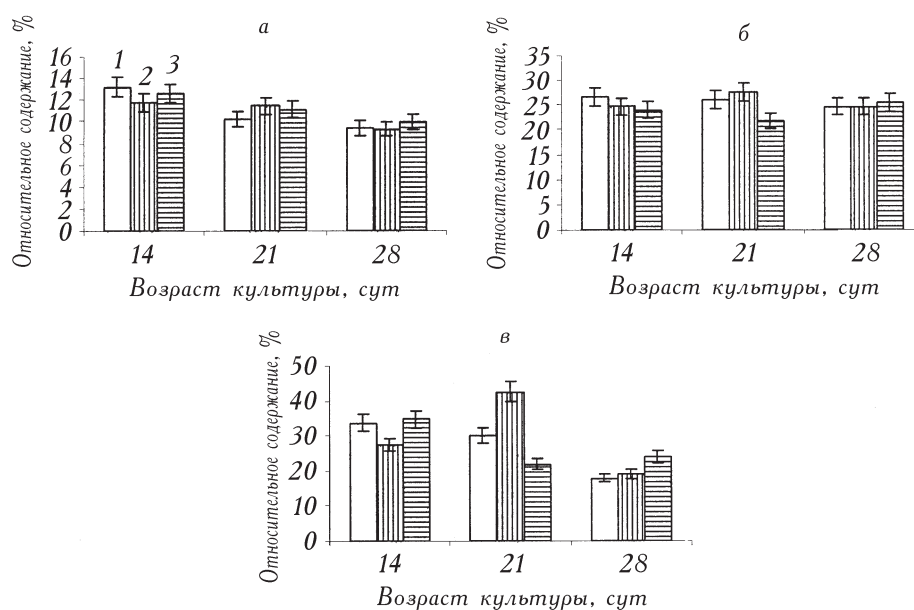 а
Относительное содержание, %
16
14
12
10
8
6
4
2
0
1 2 3
14 21 28
Возраст культуры, сут
б
Относительное содержание, %
35
30
25
20
15
10
5
0
14 21 28
Возраст культуры, сут
в
Относительное содержание, %
50
40
30
20
10
0
14 21 28
Возраст культуры, сут